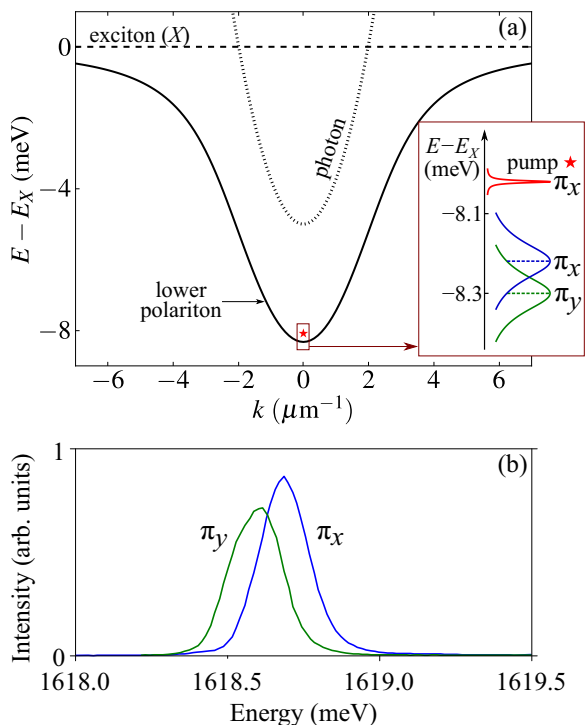 (a)
0
exciton (X)
photon
−4
E − E_X (meV)
lower
polariton
−8
E−E_X
(meV)
pump
π_x
−8.1
π_x
−8.3
π_y
−6 −4 −2 0 2 4 6
k (μm⁻¹)
(b)
1
Intensity (arb. units)
π_y π_x
0
1618.0 1618.5 1619.0 1619.5
Energy (meV)